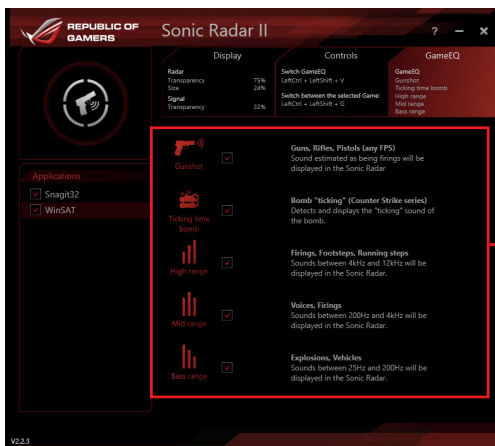 REPUBLIC OF
GAMERS
Sonic Radar II
?
Display
Controls
GameEQ
Radar
Transparency 75%
Size 24%
Signal
Transparency 32%
Switch GameEQ
LeftCtrl + LeftShift + V
Switch between the selected Game
LeftCtrl + LeftShift + G
GameEQ
Gunshot
Ticking time bomb
High range
Mid range
Bass range
Applications
Snagit32
WinSAT
Gunshot
Guns, Rifles, Pistols (any FPS)
Sound estimated as being firings will be
displayed in the Sonic Radar
Ticking time
bomb
Bomb "ticking" (Counter Strike series)
Detects and displays the "ticking" sound of
the bomb.
High range
Firings, Footsteps, Running steps
Sounds between 4kHz and 12kHz will be
displayed in the Sonic Radar.
Mid range
Voices, Firings
Sounds between 200Hz and 4kHz will be
displayed in the Sonic Radar.
Bass range
Explosions, Vehicles
Sounds between 25Hz and 200Hz will be
displayed in the Sonic Radar.
V2.2.3